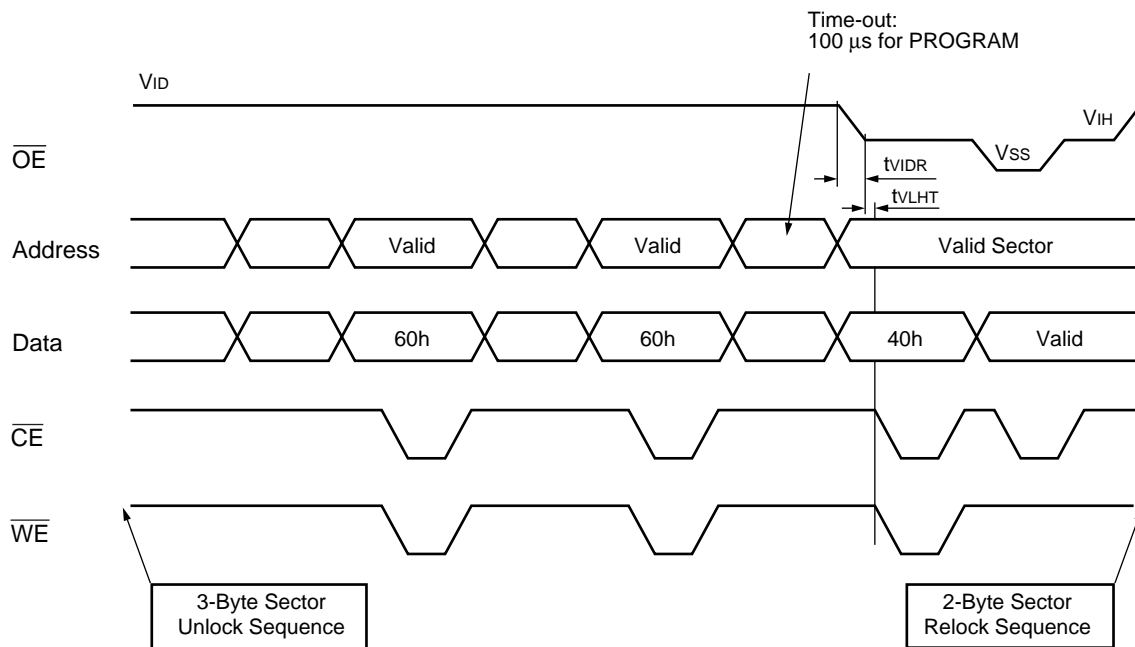 Time-out:
100 µs for PROGRAM
VID
VIH
OE
VSS
tVIDR
tVLHT
Address
Valid
Valid
Valid Sector
Data
60h
60h
40h
Valid
CE
WE
3-Byte Sector
Unlock Sequence
2-Byte Sector
Relock Sequence